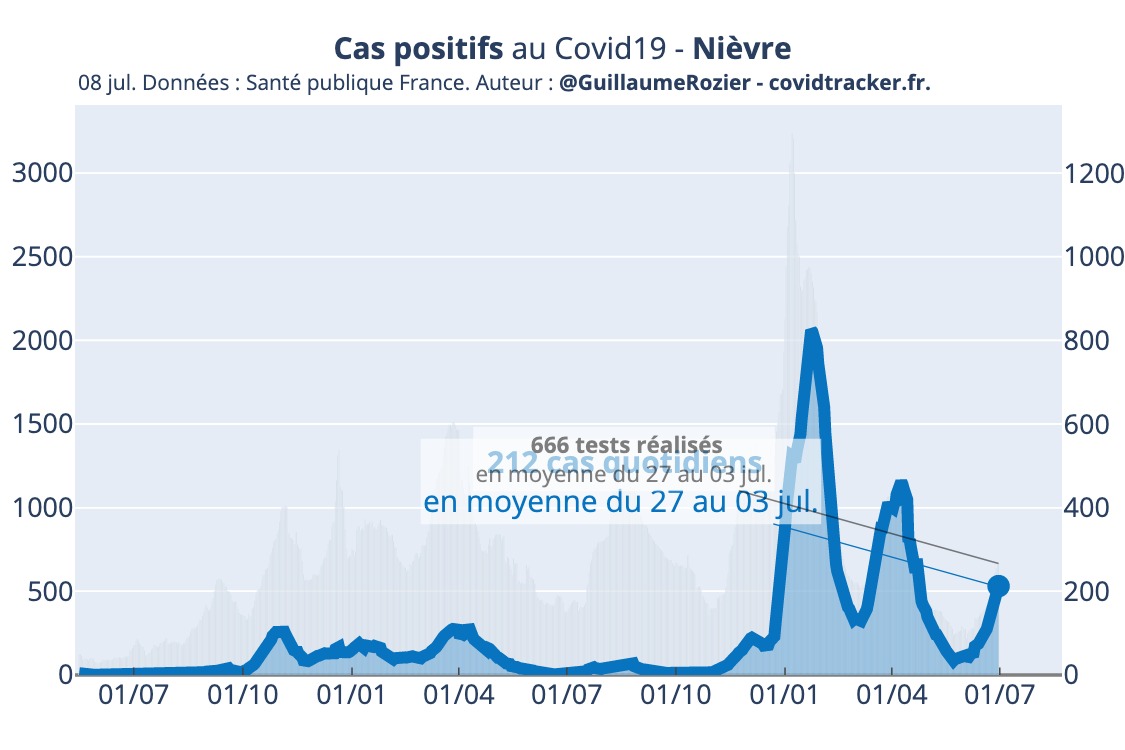 Cas positifs au Covid19 - Nièvre
08 jul. Données : Santé publique France. Auteur : @GuillaumeRozier - covidtracker.fr.
3000
2500
2000
1500
1000
500
0
1200
1000
800
600
400
200
0
666 tests réalisés
212 cas quotidiens
en moyenne du 27 au 03 jul.
en moyenne du 27 au 03 jul.
01/07 01/10 01/01 01/04 01/07 01/10 01/01 01/04 01/07